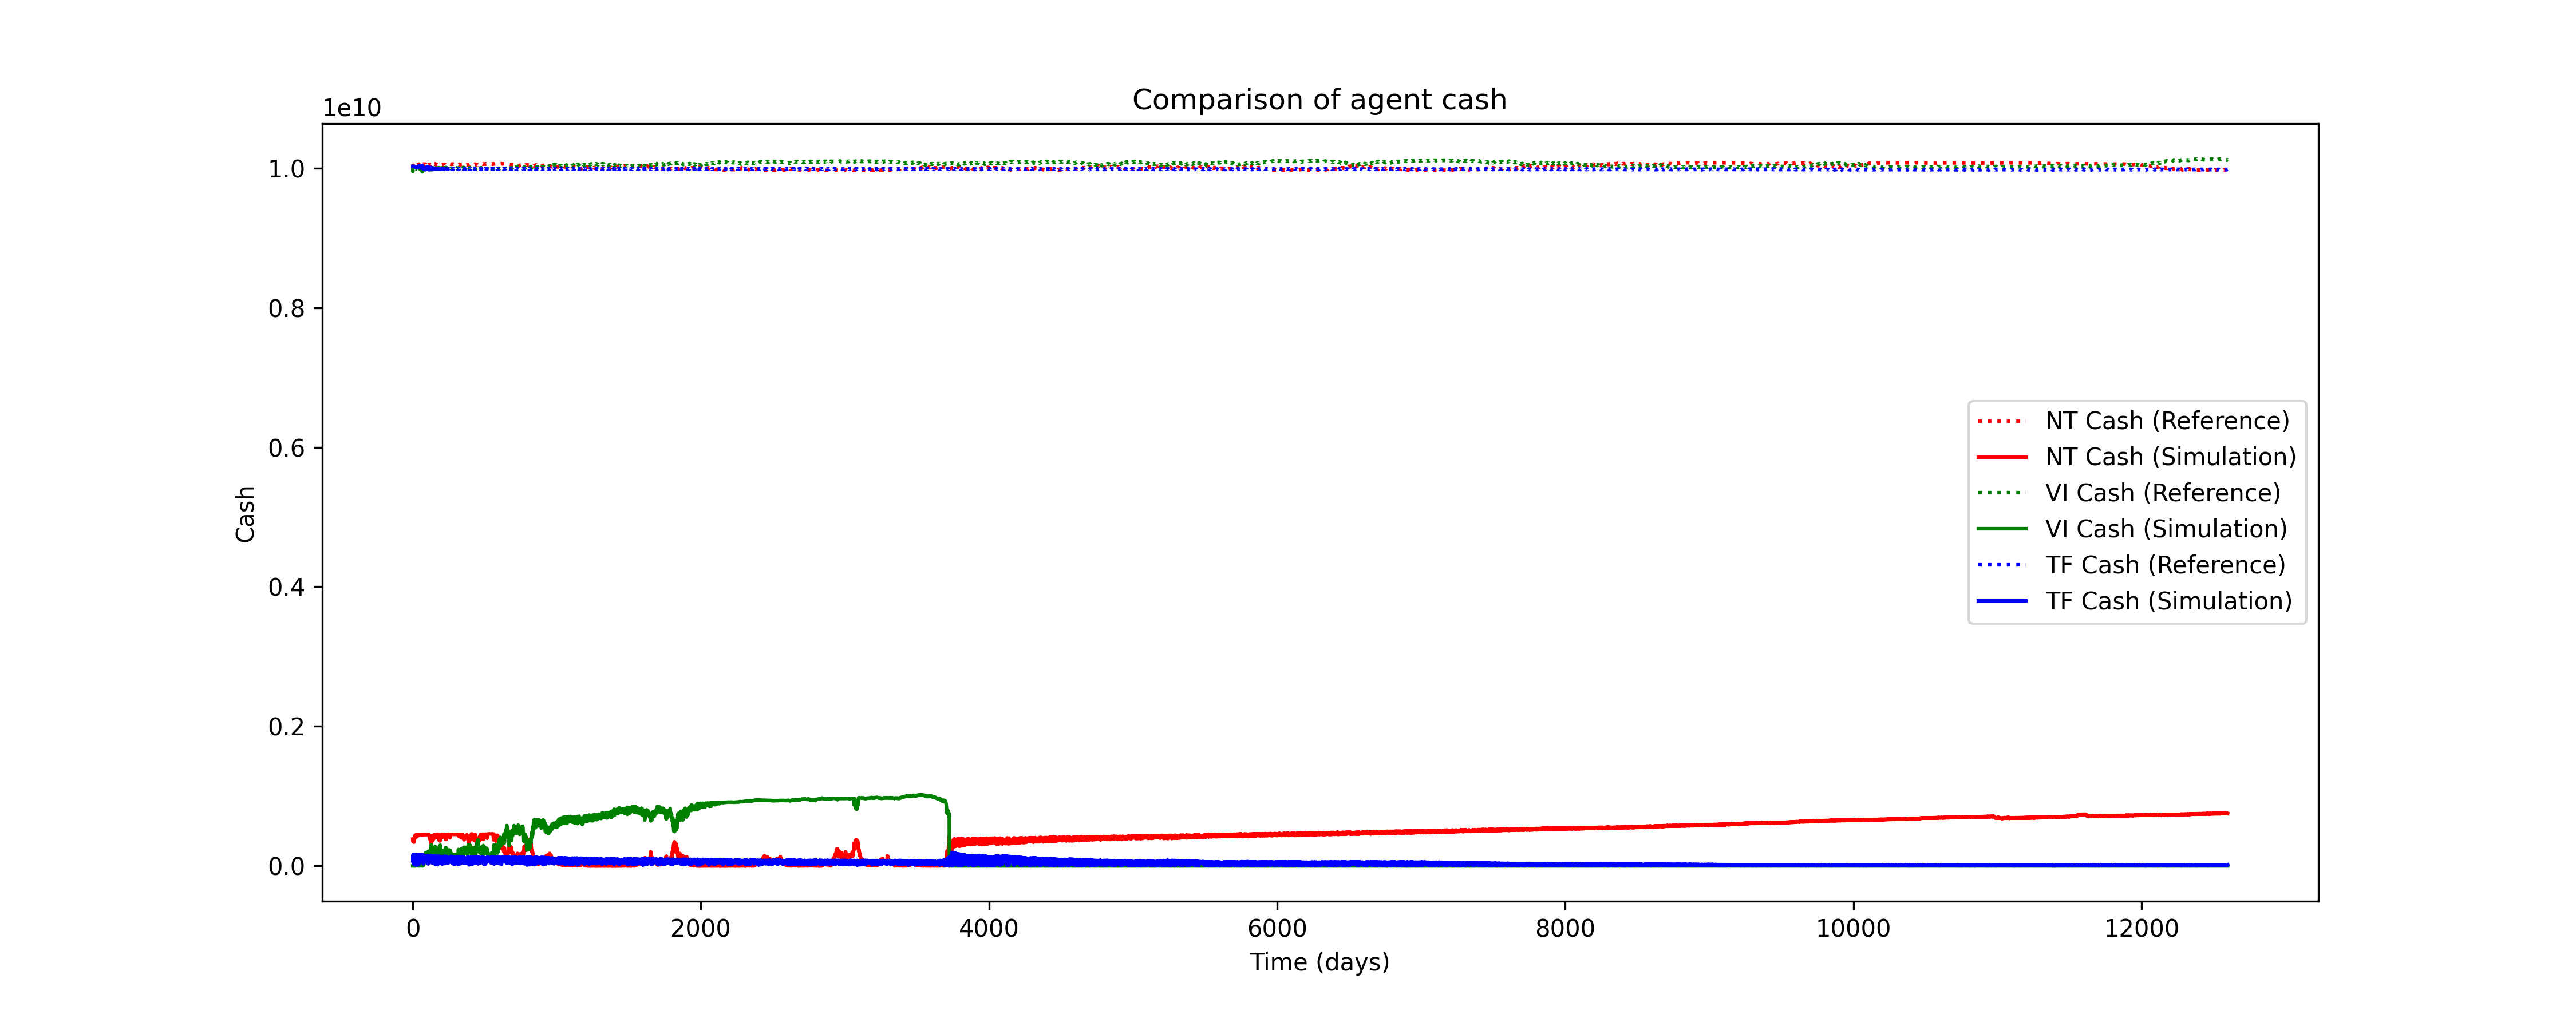 Comparison of agent cash
1e10
1.0
0.8
0.6
0.4
0.2
0.0
Cash
0 2000 4000 6000 8000 10000 12000
Time (days)
NT Cash (Reference)
NT Cash (Simulation)
VI Cash (Reference)
VI Cash (Simulation)
TF Cash (Reference)
TF Cash (Simulation)